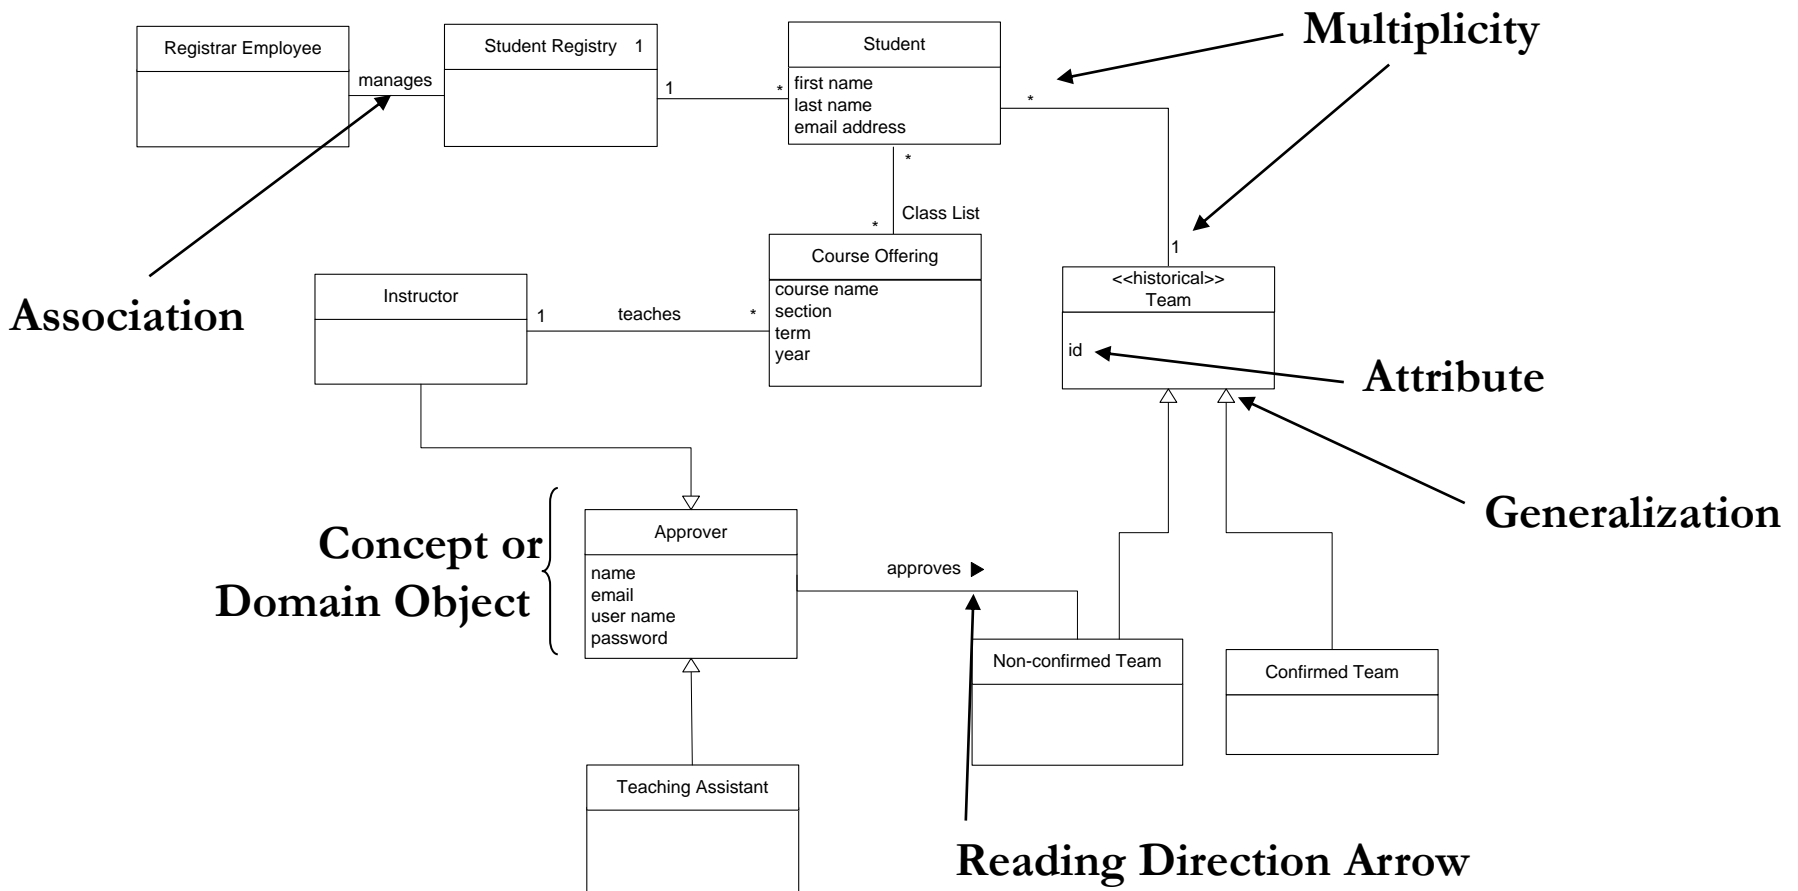 Multiplicity
Registrar Employee
manages
Student Registry 1
1
*
Student
first name
last name
email address
*
*
Class List
*
1
Association
Instructor
1
teaches
*
Course Offering
course name
section
term
year
<<historical>>
Team
id
Attribute
Generalization
Concept or
Domain Object
Approver
name
email
user name
password
approves ▶
Non-confirmed Team
Confirmed Team
Teaching Assistant
Reading Direction Arrow